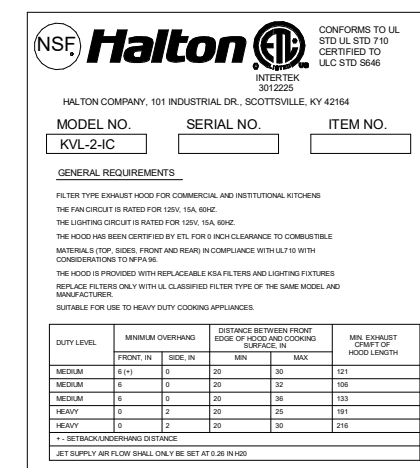 NSF
Halton
ETL
CONFORMS TO UL
STD UL STD 710
CERTIFIED TO
ULC STD S646
INTERTEK
3012225
HALTON COMPANY, 101 INDUSTRIAL DR., SCOTTSVILLE, KY 42164
MODEL NO. SERIAL NO. ITEM NO.
KVL-2-IC
GENERAL REQUIREMENTS
FILTER TYPE EXHAUST HOOD FOR COMMERCIAL AND INSTITUTIONAL KITCHENS
THE FAN CIRCUIT IS RATED FOR 125V, 15A, 60HZ.
THE LIGHTING CIRCUIT IS RATED FOR 125V, 15A, 60HZ.
THE HOOD HAS BEEN CERTIFIED BY ETL FOR 0 INCH CLEARANCE TO COMBUSTIBLE
MATERIALS (TOP, SIDES, FRONT AND REAR) IN COMPLIANCE WITH UL710 WITH
CONSIDERATIONS TO NFPA 96.
THE HOOD IS PROVIDED WITH REPLACEABLE KSA FILTERS AND LIGHTING FIXTURES
REPLACE FILTERS ONLY WITH UL CLASSIFIED FILTER TYPE OF THE SAME MODEL AND
MANUFACTURER.
SUITABLE FOR USE TO HEAVY DUTY COOKING APPLIANCES.
DUTY LEVEL MINIMUM OVERHANG DISTANCE BETWEEN FRONT EDGE OF HOOD AND COOKING SURFACE, IN MIN. EXHAUST CFM/FT OF HOOD LENGTH
FRONT, IN SIDE, IN MIN MAX
MEDIUM 6 (+) 0 20 30 121
MEDIUM 6 0 20 32 106
MEDIUM 6 0 20 36 133
HEAVY 0 2 20 25 191
HEAVY 0 2 20 30 216
+ - SETBACK/UNDERHANG DISTANCE
JET SUPPLY AIR FLOW SHALL ONLY BE SET AT 0.26 IN H20